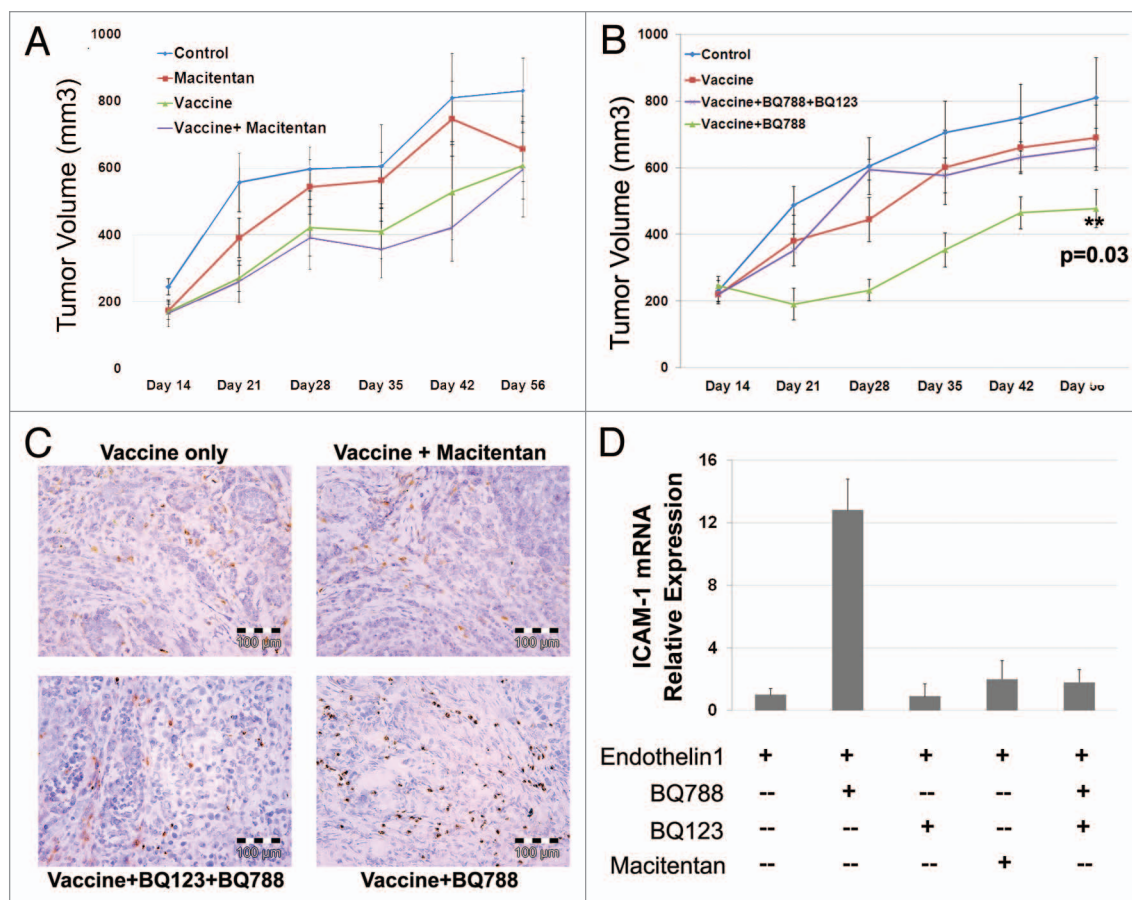 A
Tumor Volume (mm3)
1000
800
600
400
200
0
Control
Macitentan
Vaccine
Vaccine+ Macitentan
Day 14 Day 21 Day28 Day 35 Day 42 Day 56
B
Tumor Volume (mm3)
1000
800
600
400
200
0
Control
Vaccine
Vaccine+BQ788+BQ123
Vaccine+BQ788
**
p=0.03
Day 14 Day 21 Day28 Day 35 Day 42 Day 56
C
Vaccine only Vaccine + Macitentan
100 µm 100 µm
100 µm 100 µm
Vaccine+BQ123+BQ788 Vaccine+BQ788
D
ICAM-1 mRNA
Relative Expression
16
12
8
4
0
Endothelin1 + + + + +
BQ788 -- + -- -- +
BQ123 -- -- + -- +
Macitentan -- -- -- + --